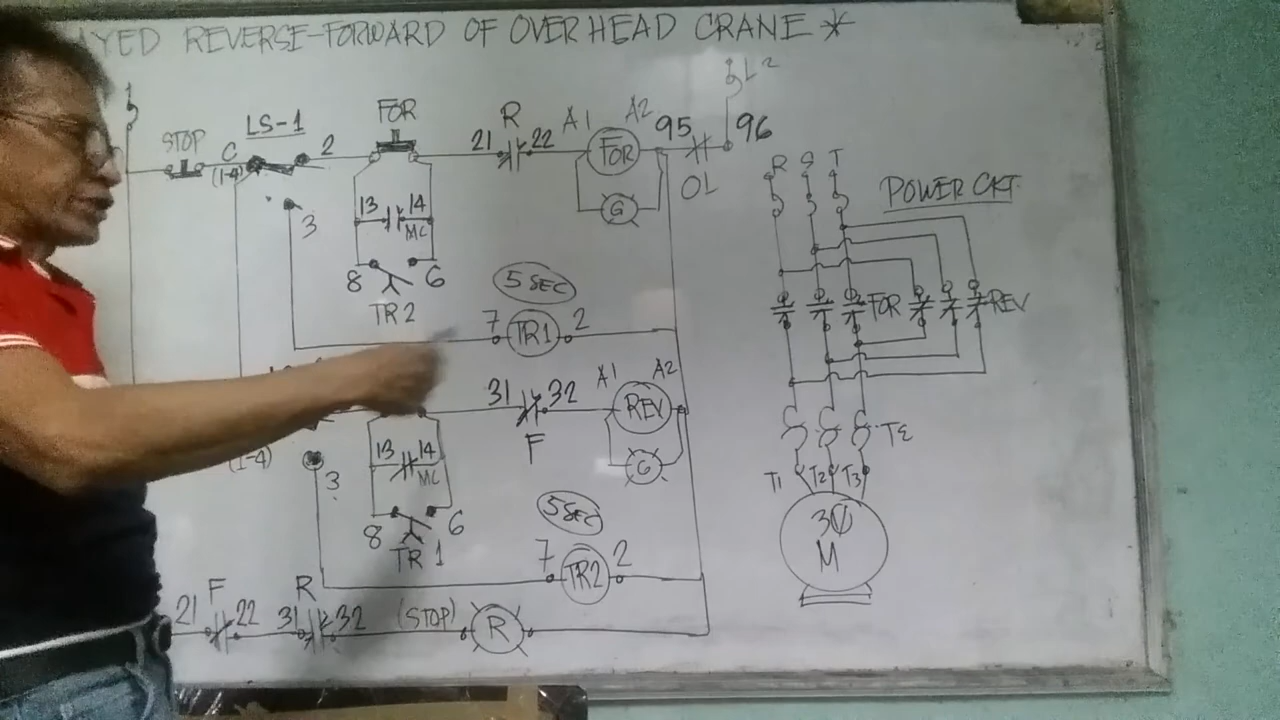 AYED REVERSE-FORWARD OF OVERHEAD CRANE *
L2
STOP C LS-1 2 FOR 21 R 22 A1 FOR A2 95 96
(1-4)
OL
G
3
13 14
MC
8 6
TR2
5 SEC
7 TR1 2
31 32 A1 REV A2
F
G
(1-4)
3
13 14
MC
8 6
TR1
5 SEC
7 TR2 2
21 F 22 31 R 32 (STOP) R
R S T
POWER CKT
FOR REV
T1 T2 T3
3Ø
M